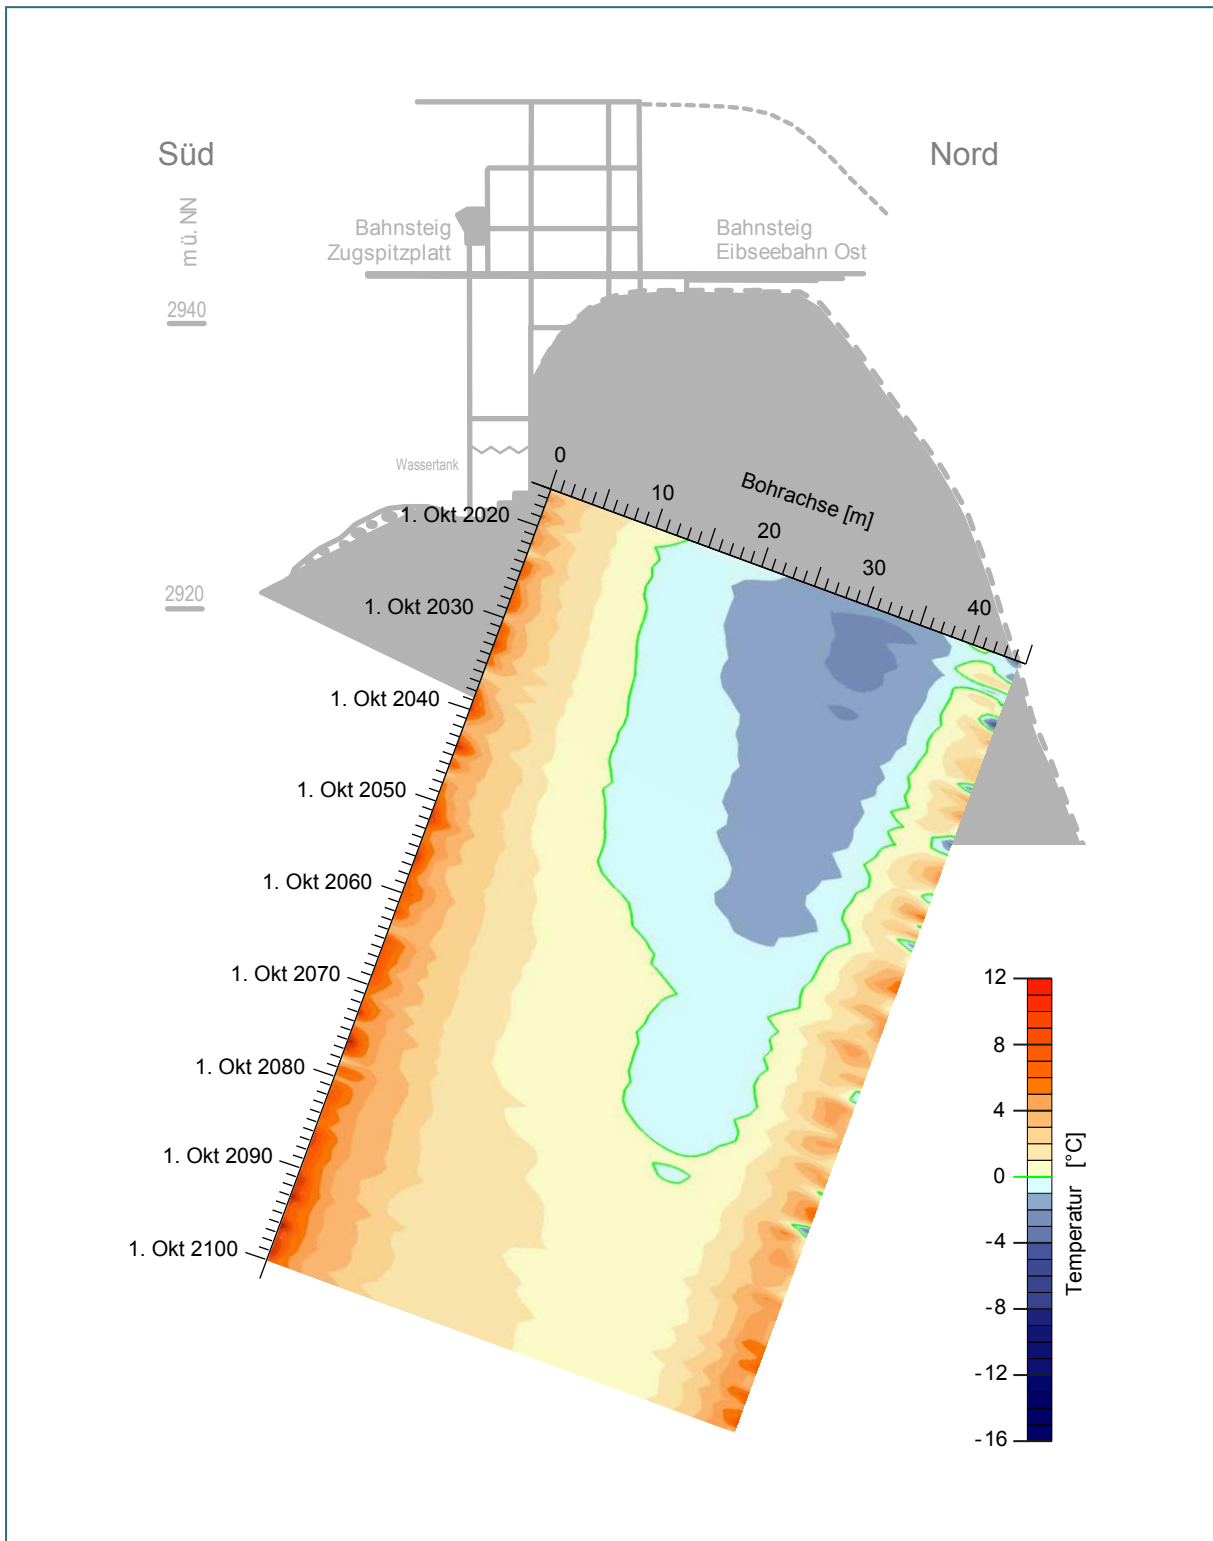 Süd
Nord
m ü. NN
Bahnsteig
Zugspitzplatt
Bahnsteig
Eibseebahn Ost
2940
2920
Wassertank
0
10
20
30
40
Bohrachse [m]
1. Okt 2020
1. Okt 2030
1. Okt 2040
1. Okt 2050
1. Okt 2060
1. Okt 2070
1. Okt 2080
1. Okt 2090
1. Okt 2100
12
8
4
0
-4
-8
-12
-16
Temperatur [°C]